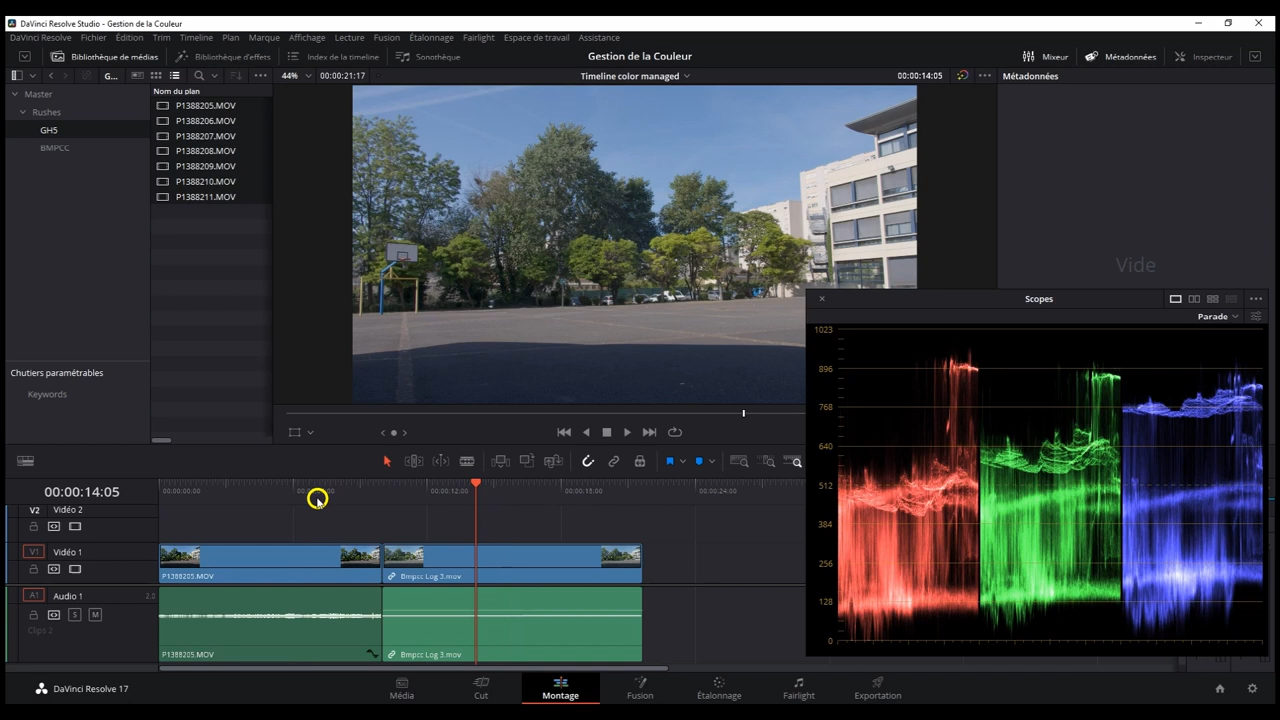 DaVinci Resolve Studio - Gestion de la Couleur
DaVinci Resolve Fichier Édition Trim Timeline Plan Marque Affichage Lecture Fusion Étalonnage Fairlight Espace de travail Assistance
Bibliothèque de médias Bibliothèque d'effets Index de la timeline Sonothèque Gestion de la Couleur Mixeur Métadonnées Inspecteur
G... 44% 00:00:21:17 Timeline color managed 00:00:14:05 Métadonnées
Master
Rushes
GH5
BMPCC
Nom du plan
P1388205.MOV
P1388206.MOV
P1388207.MOV
P1388208.MOV
P1388209.MOV
P1388210.MOV
P1388211.MOV
Chutiers paramétrables
Keywords
Vide
Scopes
Parade
1023
896
768
640
512
384
256
128
0
00:00:14:05
00:00:00:00 00:00:12:00 00:00:18:00 00:00:24:00
V2 Vidéo 2
V1 Vidéo 1
P1388205.MOV Bmpcc Log 3.mov
A1 Audio 1 2.0
S M
Clips 2
P1388205.MOV Bmpcc Log 3.mov
DaVinci Resolve 17
Média Cut Montage Fusion Étalonnage Fairlight Exportation